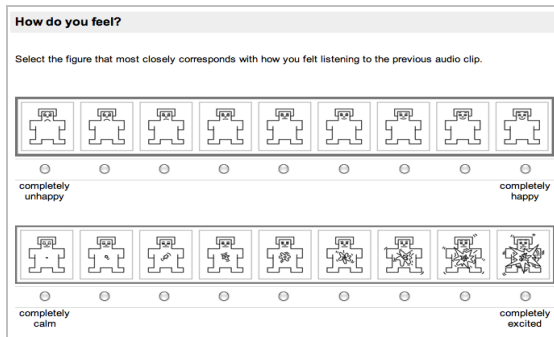 How do you feel?
Select the figure that most closely corresponds with how you felt listening to the previous audio clip.
completely
unhappy
completely
happy
completely
calm
completely
excited